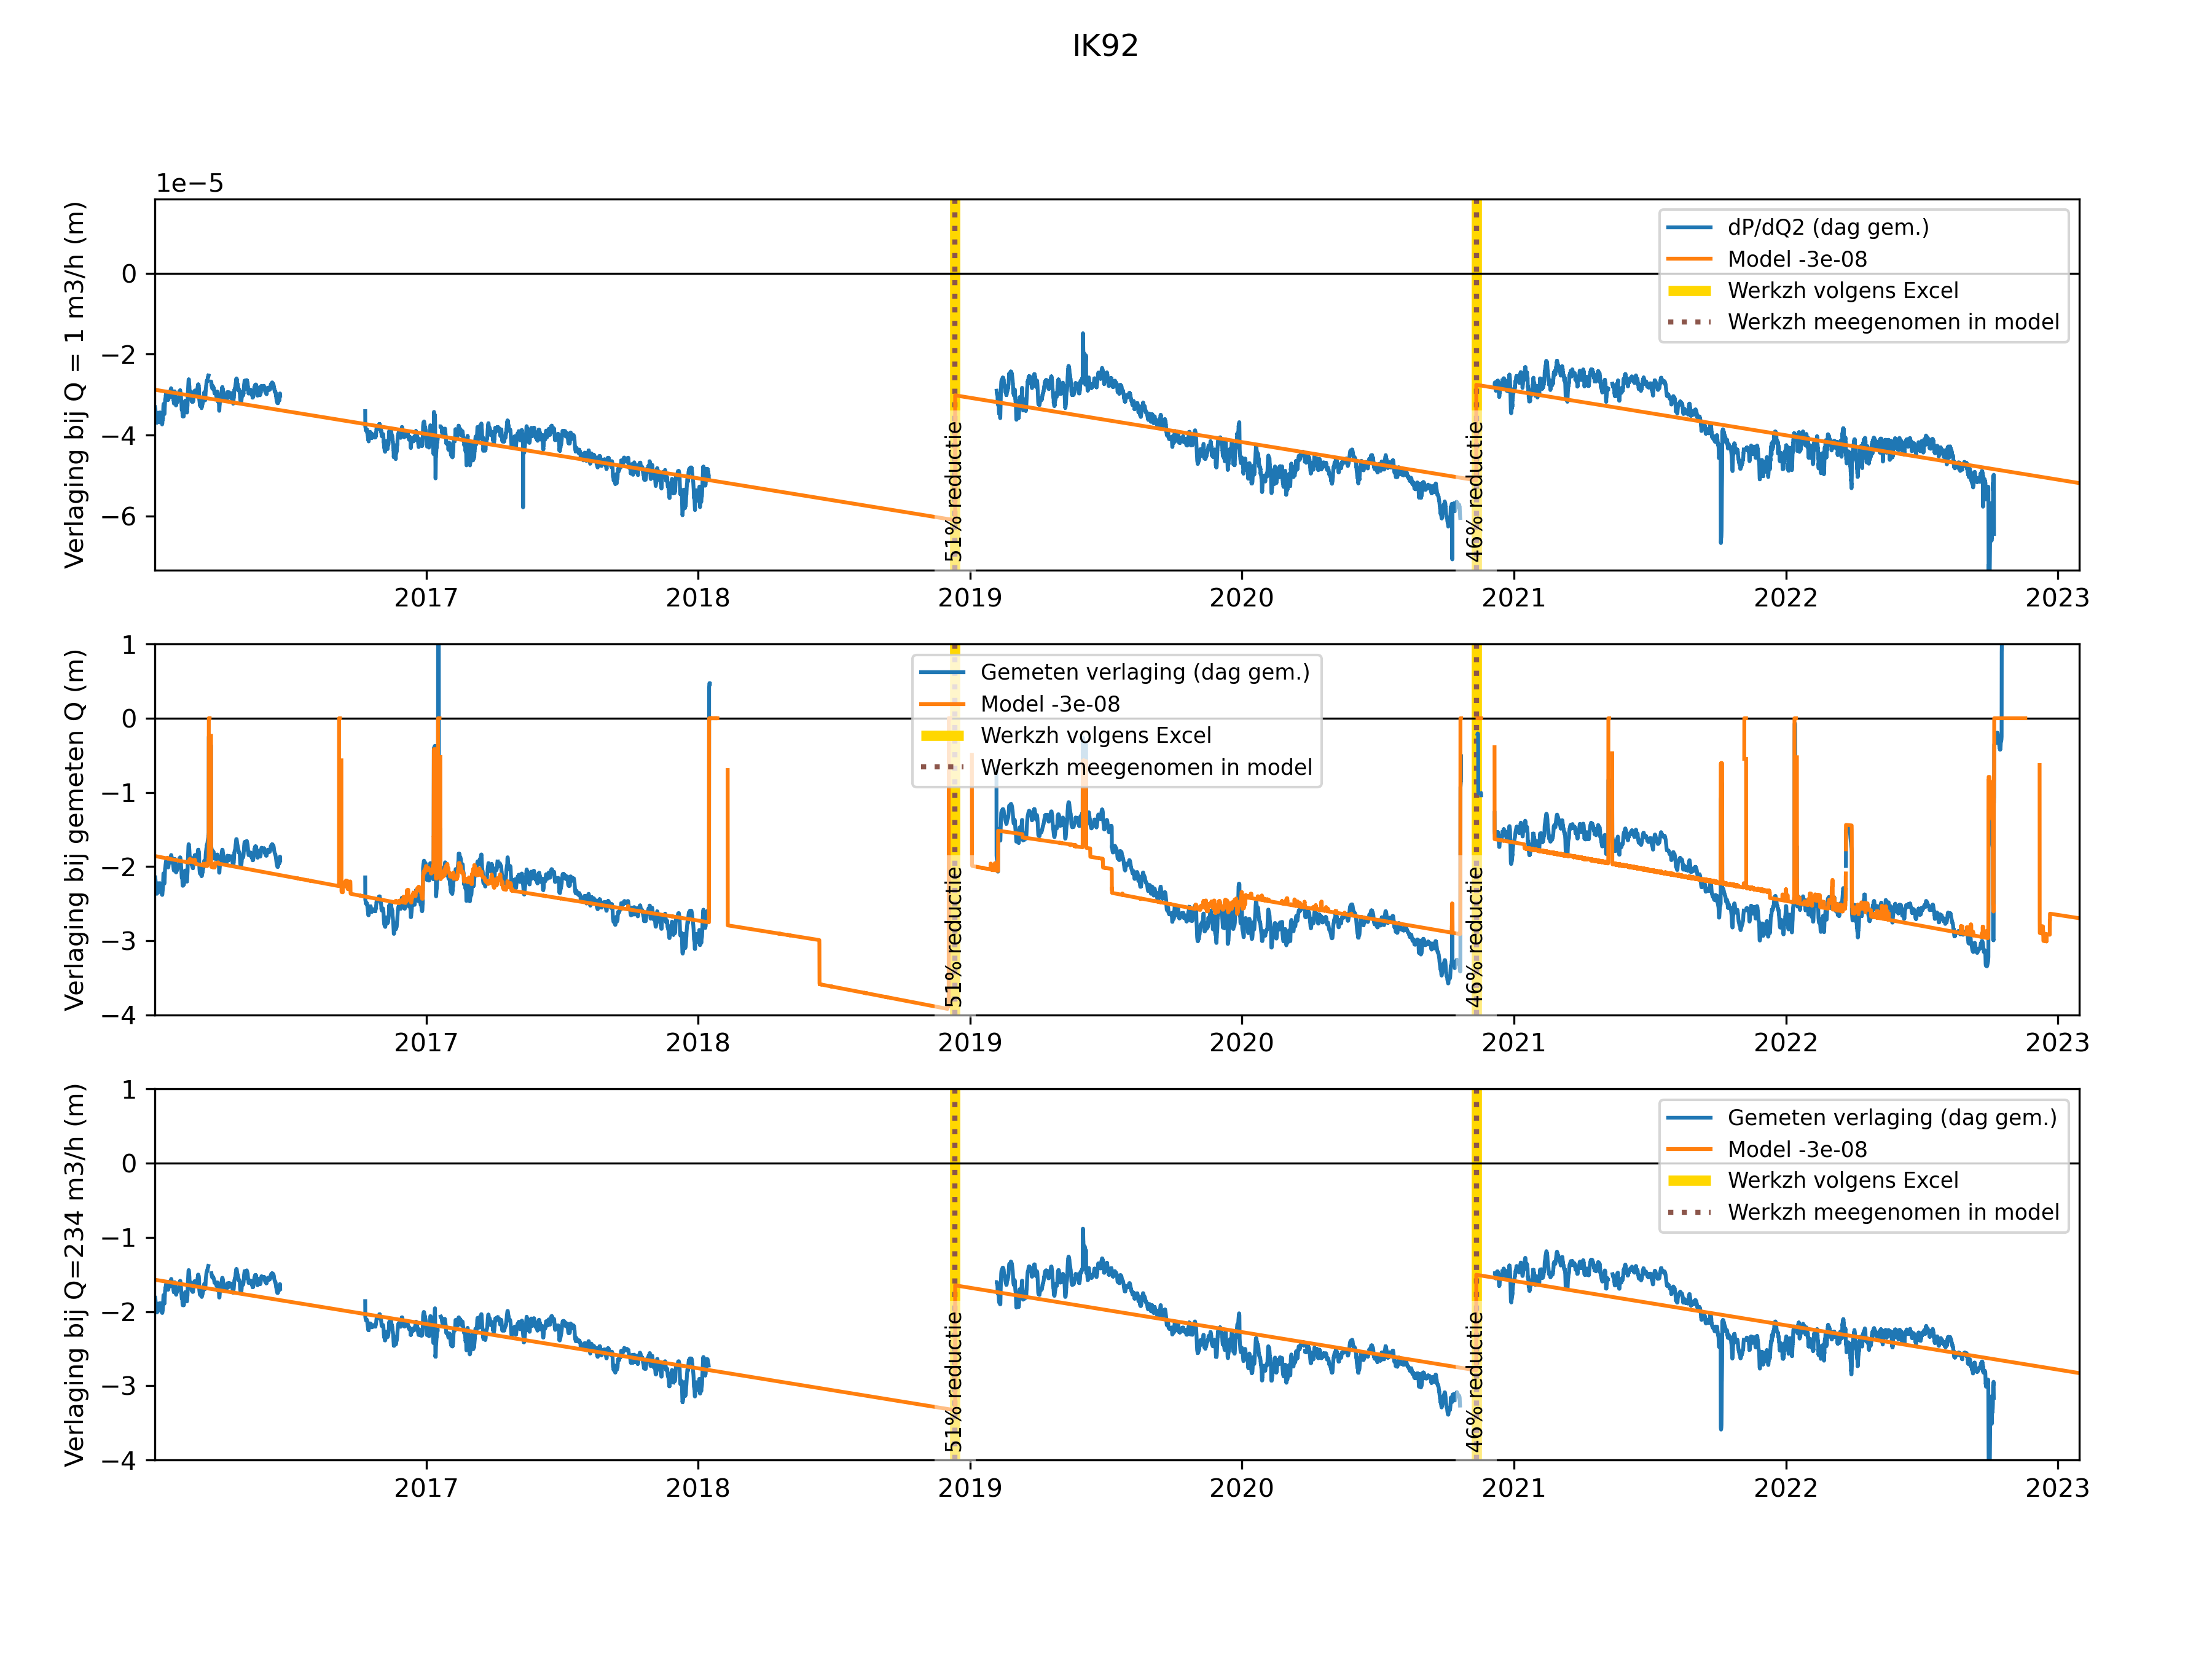 IK92
1e−5
Verlaging bij Q = 1 m3/h (m)
0
−2
−4
−6
dP/dQ2 (dag gem.)
Model -3e-08
Werkzh volgens Excel
Werkzh meegenomen in model
51% reductie
46% reductie
2017 2018 2019 2020 2021 2022 2023
Verlaging bij gemeten Q (m)
1
0
−1
−2
−3
−4
Gemeten verlaging (dag gem.)
Model -3e-08
Werkzh volgens Excel
Werkzh meegenomen in model
51% reductie
46% reductie
2017 2018 2019 2020 2021 2022 2023
Verlaging bij Q=234 m3/h (m)
1
0
−1
−2
−3
−4
Gemeten verlaging (dag gem.)
Model -3e-08
Werkzh volgens Excel
Werkzh meegenomen in model
51% reductie
46% reductie
2017 2018 2019 2020 2021 2022 2023